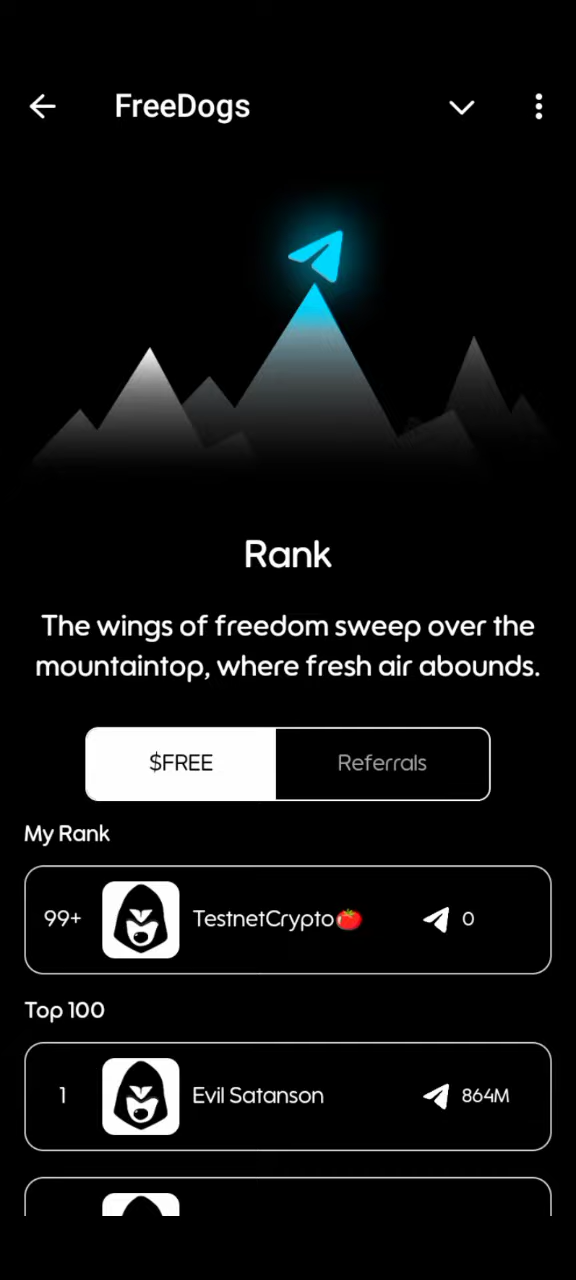 FreeDogs
Rank
The wings of freedom sweep over the
mountaintop, where fresh air abounds.
$FREE
Referrals
My Rank
99+ TestnetCrypto🍅 0
Top 100
1 Evil Satanson 864M